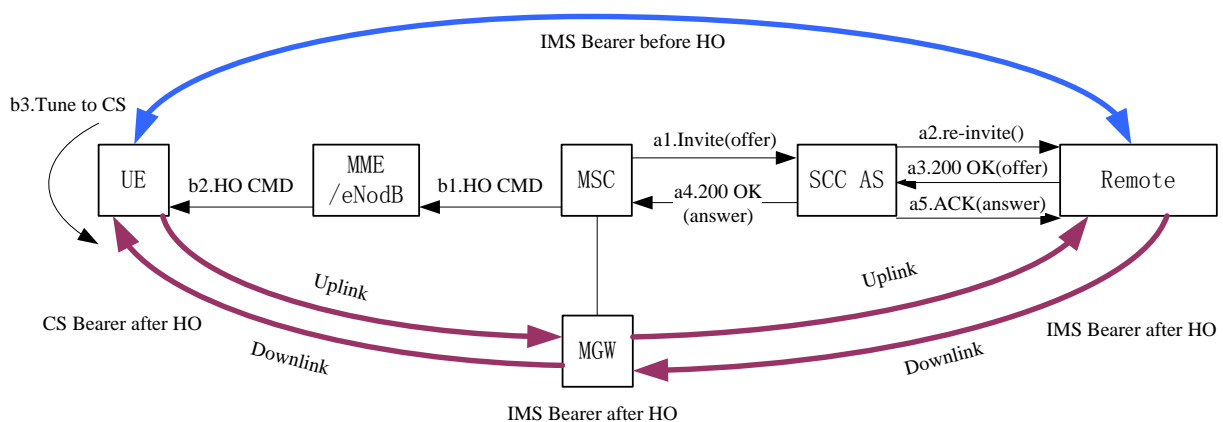 IMS Bearer before HO
b3.Tune to CS
UE
b2.HO CMD
MME
/eNodB
b1.HO CMD
MSC
a1.Invite(offer)
a4.200 OK
(answer)
SCC AS
a2.re-invite()
a3.200 OK(offer)
a5.ACK(answer)
Remote
Uplink
Uplink
CS Bearer after HO
Downlink
MGW
Downlink
IMS Bearer after HO
IMS Bearer after HO